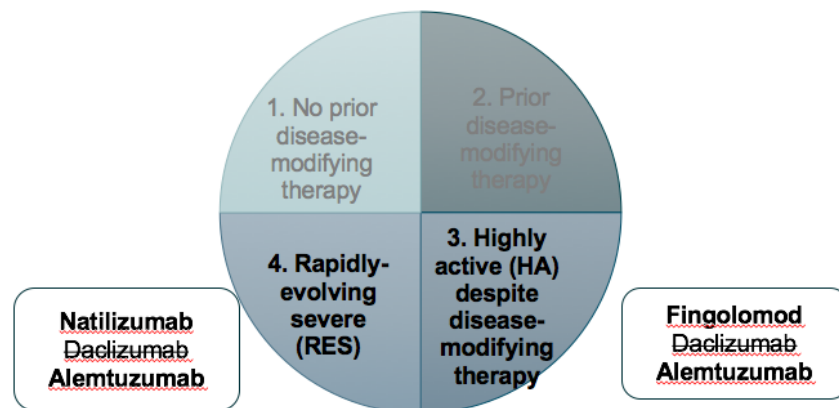 1. No prior
disease-
modifying
therapy
2. Prior
disease-
modifying
therapy
3. Highly
active (HA)
despite
disease-
modifying
therapy
4. Rapidly-
evolving
severe
(RES)
Natilizumab
Daclizumab
Alemtuzumab
Fingolomod
Daclizumab
Alemtuzumab